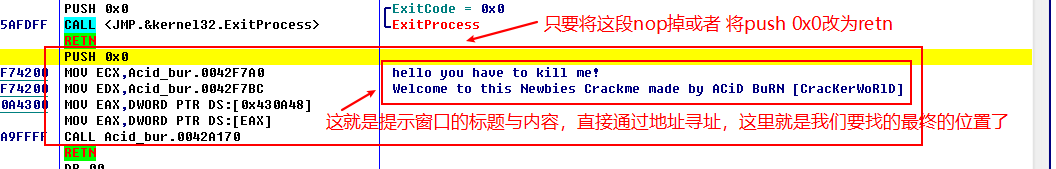 PUSH 0x0
ExitCode = 0x0
5AFDFF CALL <JMP.&kernel32.ExitProcess> ExitProcess
RETN
只要将这段nop掉或者 将push 0x0改为retn
PUSH 0x0
F74200 MOV ECX,Acid_bur.0042F7A0 hello you have to kill me!
F74200 MOV EDX,Acid_bur.0042F7BC Welcome to this Newbies Crackme made by ACiD BuRN [CracKerWoRlD]
0A4300 MOV EAX,DWORD PTR DS:[0x430A48]
MOV EAX,DWORD PTR DS:[EAX]
这就是提示窗口的标题与内容，直接通过地址寻址，这里就是我们要找的最终的位置了
A9FFFF CALL Acid_bur.0042A170
RETN
DB 00